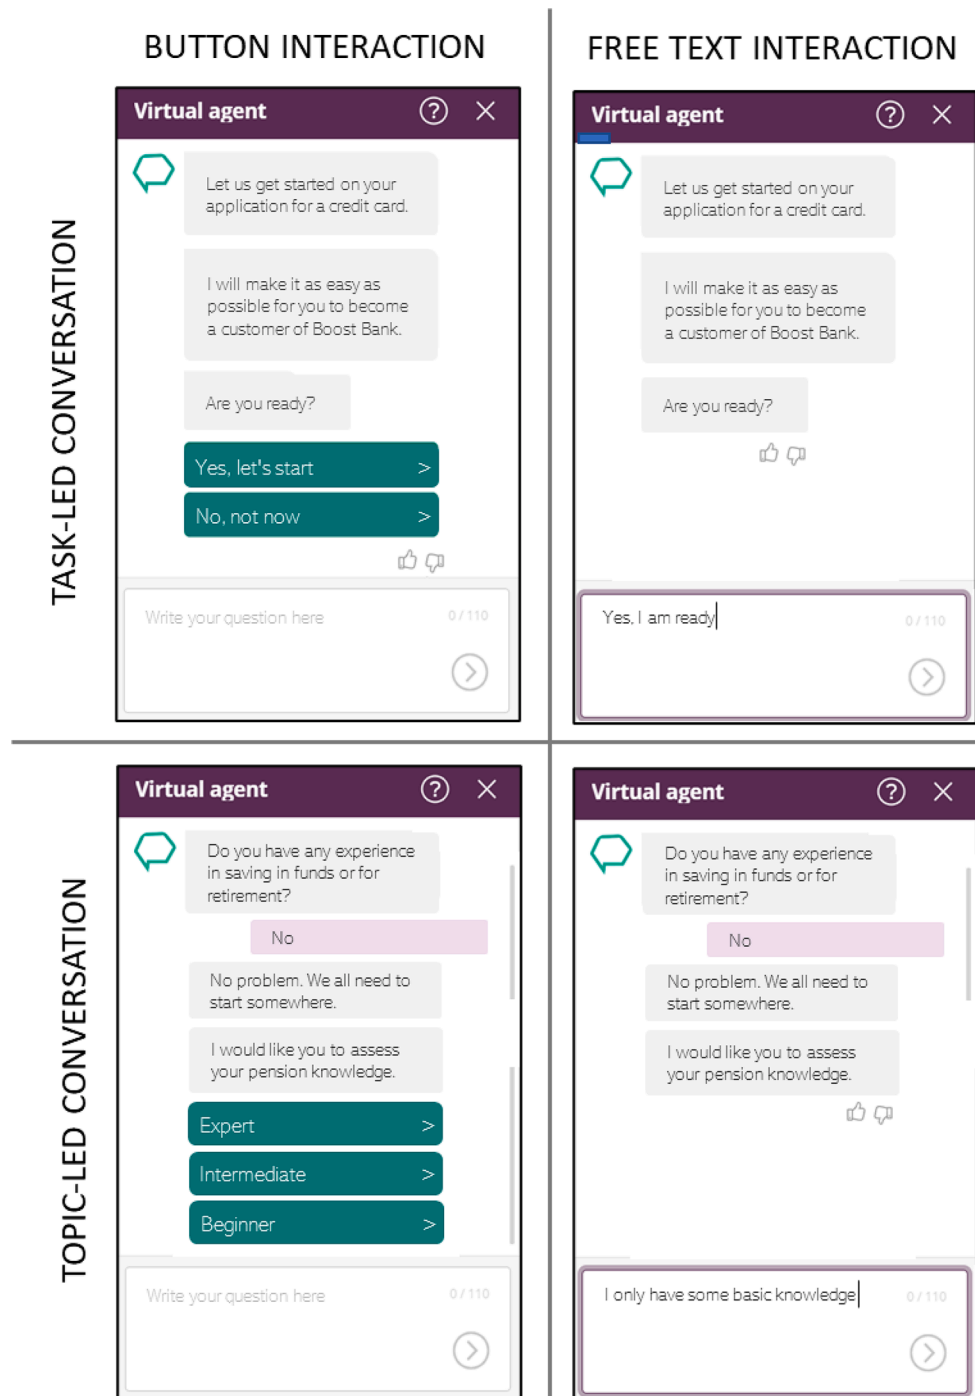 BUTTON INTERACTION
FREE TEXT INTERACTION
TASK-LED CONVERSATION
Virtual agent ?
Let us get started on your
application for a credit card.
I will make it as easy as
possible for you to become
a customer of Boost Bank.
Are you ready?
Yes, let's start >
No, not now >
Write your question here 0 / 110
Virtual agent ?
Let us get started on your
application for a credit card.
I will make it as easy as
possible for you to become
a customer of Boost Bank.
Are you ready?
Yes, I am ready 0 / 110
TOPIC-LED CONVERSATION
Virtual agent ?
Do you have any experience
in saving in funds or for
retirement?
No
No problem. We all need to
start somewhere.
I would like you to assess
your pension knowledge.
Expert >
Intermediate >
Beginner >
Write your question here 0 / 110
Virtual agent ?
Do you have any experience
in saving in funds or for
retirement?
No
No problem. We all need to
start somewhere.
I would like you to assess
your pension knowledge.
I only have some basic knowledge 0 / 110